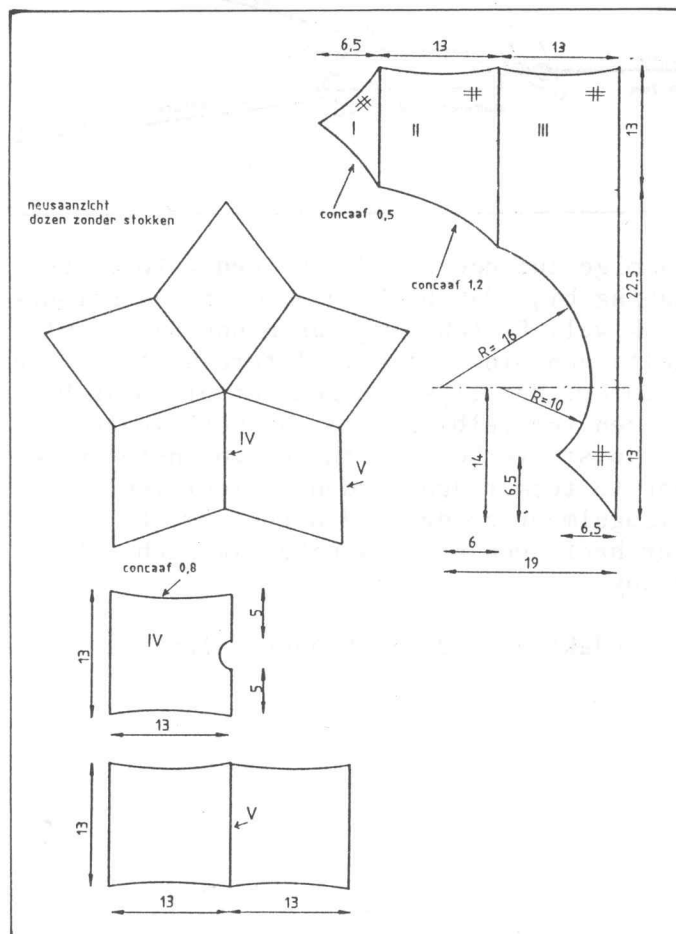 6,5 13 13
I II III
13
concaaf 0,5
neusaanzicht
dozen zonder stokken
concaaf 1,2
22,5
R= 16
R=10
IV
V
14
6,5
13
6,5
6
19
concaaf 0,8
13
IV
5
5
13
13
V
13 13